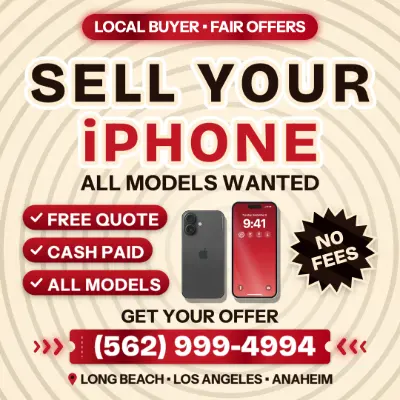 LOCAL BUYER • FAIR OFFERS
SELL YOUR
iPHONE
ALL MODELS WANTED
FREE QUOTE
CASH PAID
ALL MODELS
9:41
NO
FEES
GET YOUR OFFER
(562) 999-4994
LONG BEACH • LOS ANGELES • ANAHEIM